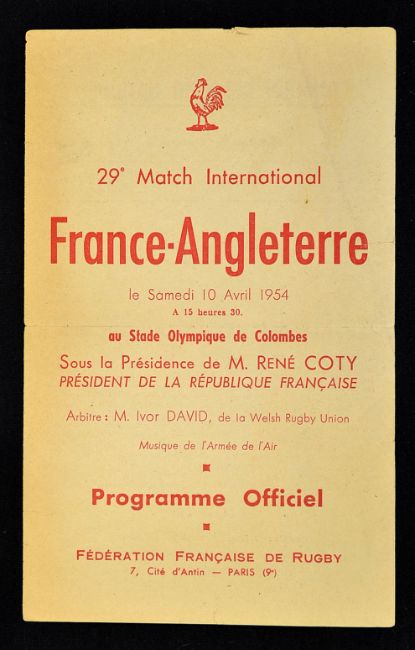 29e Match International
France-Angleterre
le Samedi 10 Avril 1954
A 15 heures 30.
au Stade Olympique de Colombes
Sous la Présidence de M. RENÉ COTY
PRÉSIDENT DE LA RÉPUBLIQUE FRANÇAISE
Arbitre : M. Ivor DAVID, de la Welsh Rugby Union
Musique de l'Armée de l'Air
Programme Officiel
FÉDÉRATION FRANÇAISE DE RUGBY
7, Cité d'Antin — PARIS (9e)